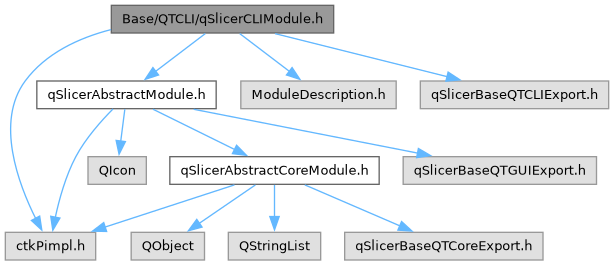 Base/QTCLI/qSlicerCLIModule.h
qSlicerAbstractModule.h
ModuleDescription.h
qSlicerBaseQTCLIExport.h
QIcon
qSlicerAbstractCoreModule.h
qSlicerBaseQTGUIExport.h
ctkPimpl.h
QObject
QStringList
qSlicerBaseQTCoreExport.h